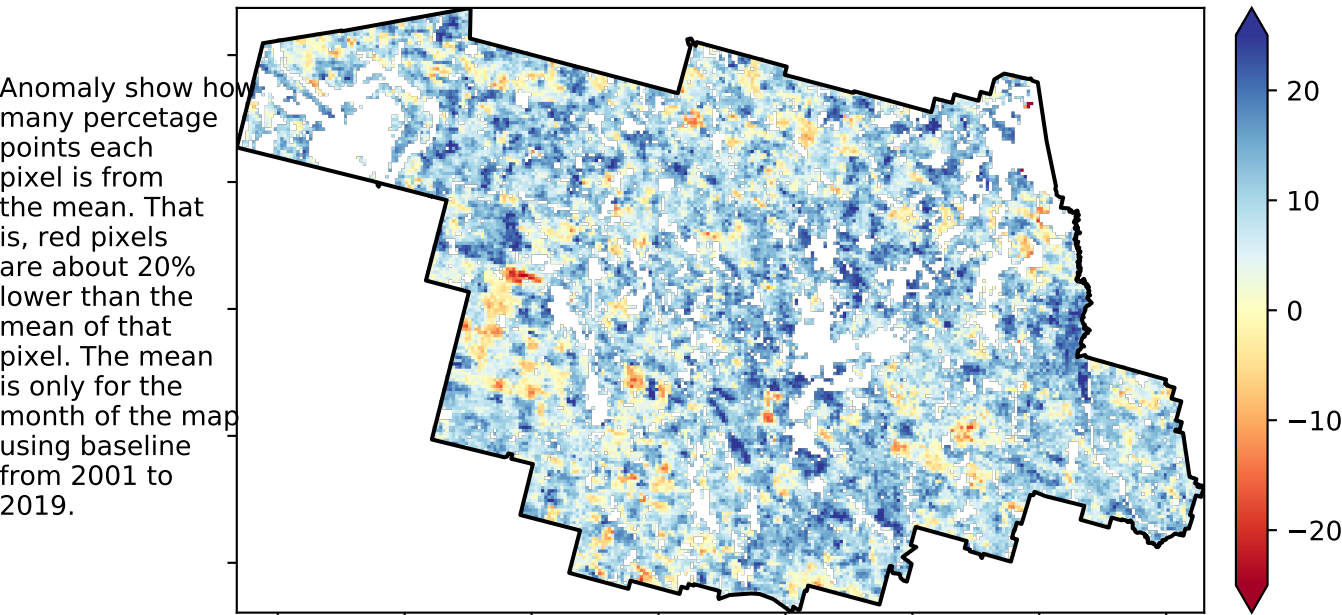 Anomaly show how
many percetage
points each
pixel is from
the mean. That
is, red pixels
are about 20%
lower than the
mean of that
pixel. The mean
is only for the
month of the map
using baseline
from 2001 to
2019.
20
10
0
−10
−20